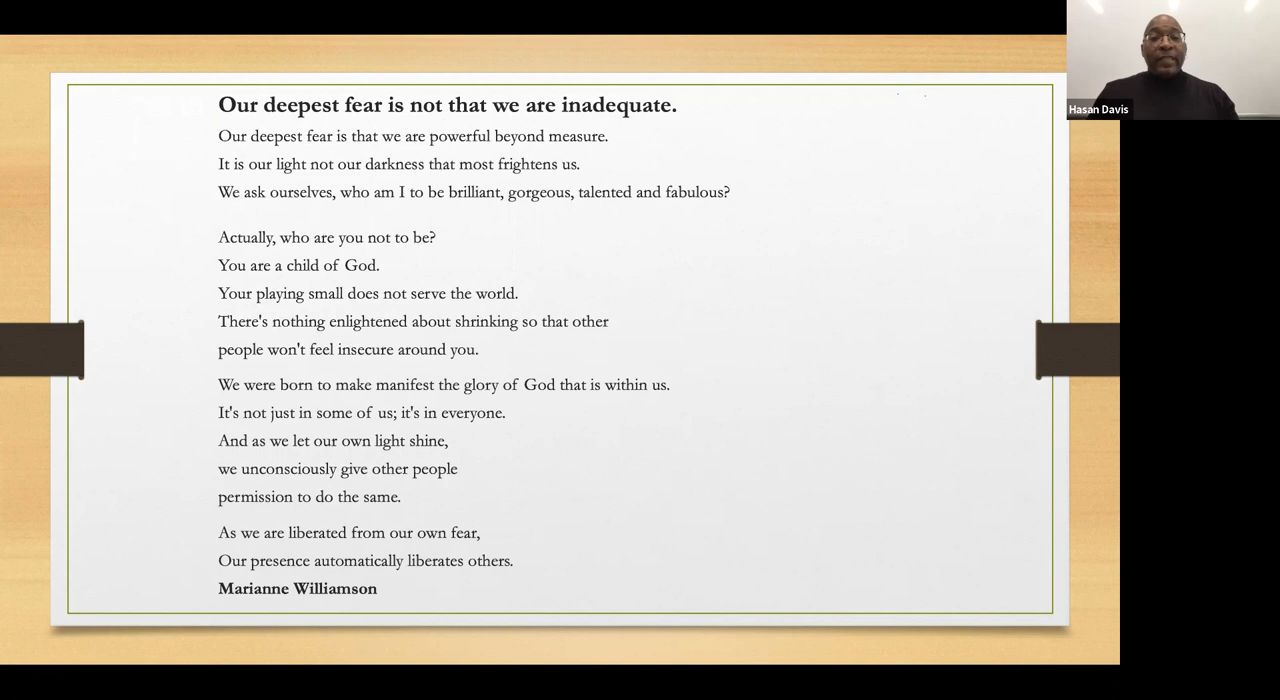 Our deepest fear is not that we are inadequate.
Our deepest fear is that we are powerful beyond measure.
It is our light not our darkness that most frightens us.
We ask ourselves, who am I to be brilliant, gorgeous, talented and fabulous?
Actually, who are you not to be?
You are a child of God.
Your playing small does not serve the world.
There's nothing enlightened about shrinking so that other
people won't feel insecure around you.
We were born to make manifest the glory of God that is within us.
It's not just in some of us; it's in everyone.
And as we let our own light shine,
we unconsciously give other people
permission to do the same.
As we are liberated from our own fear,
Our presence automatically liberates others.
Marianne Williamson
Hasan Davis